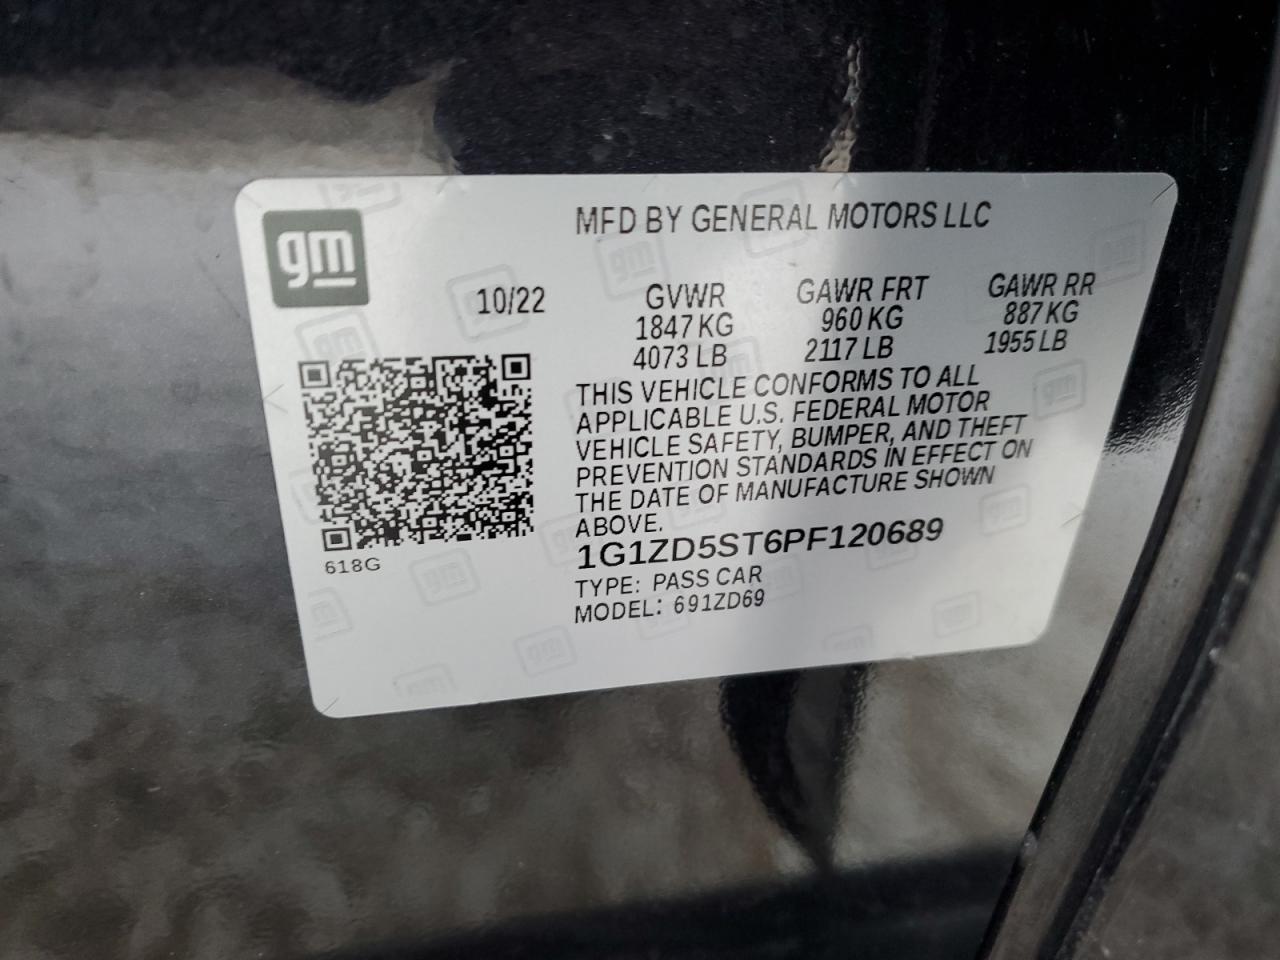 gm
MFD BY GENERAL MOTORS LLC
10/22 GVWR GAWR FRT GAWR RR
1847 KG 960 KG 887 KG
4073 LB 2117 LB 1955 LB
THIS VEHICLE CONFORMS TO ALL
APPLICABLE U.S. FEDERAL MOTOR
VEHICLE SAFETY, BUMPER, AND THEFT
PREVENTION STANDARDS IN EFFECT ON
THE DATE OF MANUFACTURE SHOWN
ABOVE.
1G1ZD5ST6PF120689
618G
TYPE: PASS CAR
MODEL: 691ZD69